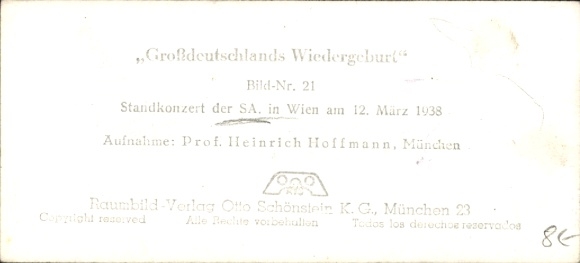 „Großdeutschlands Wiedergeburt“
Bild-Nr. 21
Standkonzert der SA. in Wien am 12. März 1938
Aufnahme: Prof. Heinrich Hoffmann, München
Raumbild-Verlag Otto Schönstein K. G., München 23
Copyright reserved Alle Rechte vorbehalten Todos los derechos reservados
8€